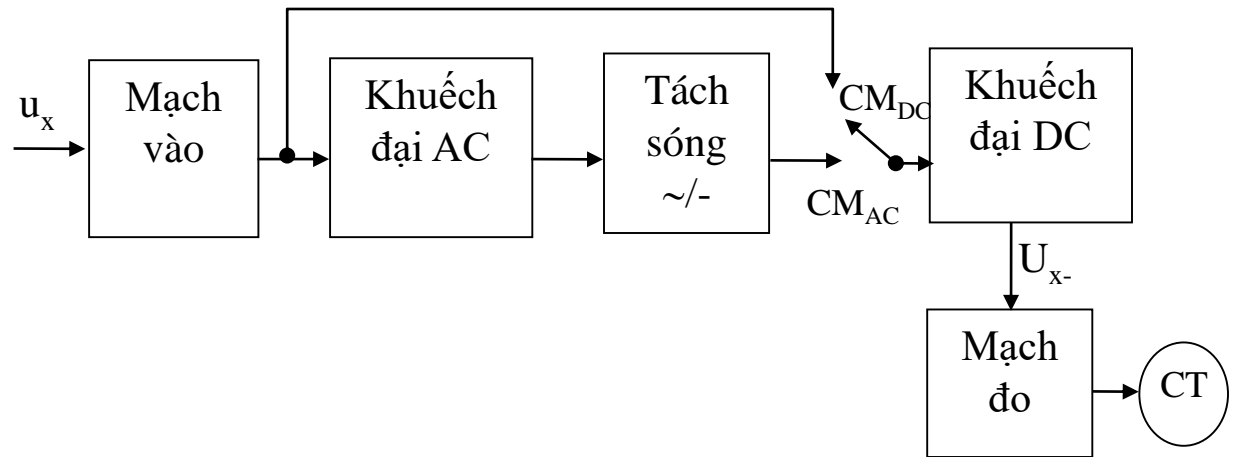 u_x
Mạch
vào
Khuếch
đại AC
Tách
sóng
~/-
CM_DC
CM_AC
Khuếch
đại DC
U_x-
Mạch
đo
CT